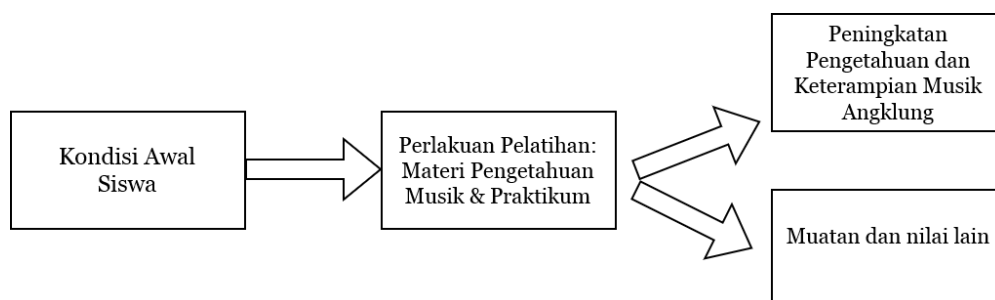 Kondisi Awal
Siswa
Perlakuan Pelatihan:
Materi Pengetahuan
Musik & Praktikum
Peningkatan
Pengetahuan dan
Keterampian Musik
Angklung
Muatan dan nilai lain